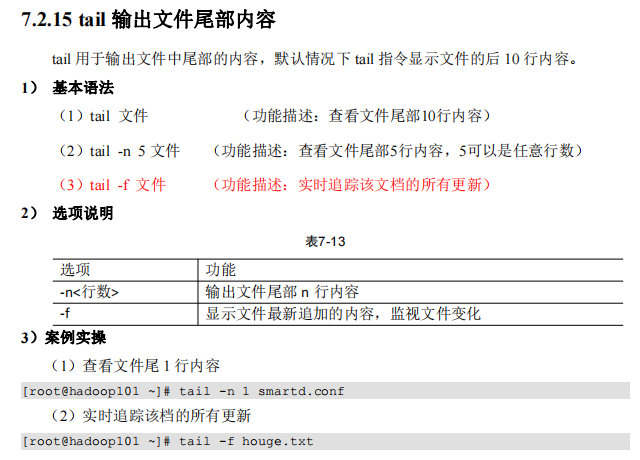 7.2.15 tail 输出文件尾部内容
tail 用于输出文件中尾部的内容，默认情况下 tail 指令显示文件的后 10 行内容。
1） 基本语法
（1）tail 文件 （功能描述：查看文件尾部10行内容）
（2）tail -n 5 文件 （功能描述：查看文件尾部5行内容，5可以是任意行数）
（3）tail -f 文件 （功能描述：实时追踪该文档的所有更新）
2） 选项说明
表7-13
选项 功能
-n<行数> 输出文件尾部 n 行内容
-f 显示文件最新追加的内容，监视文件变化
3）案例实操
（1）查看文件尾 1 行内容
[root@hadoop101 ~]# tail -n 1 smartd.conf
（2）实时追踪该档的所有更新
[root@hadoop101 ~]# tail -f houge.txt